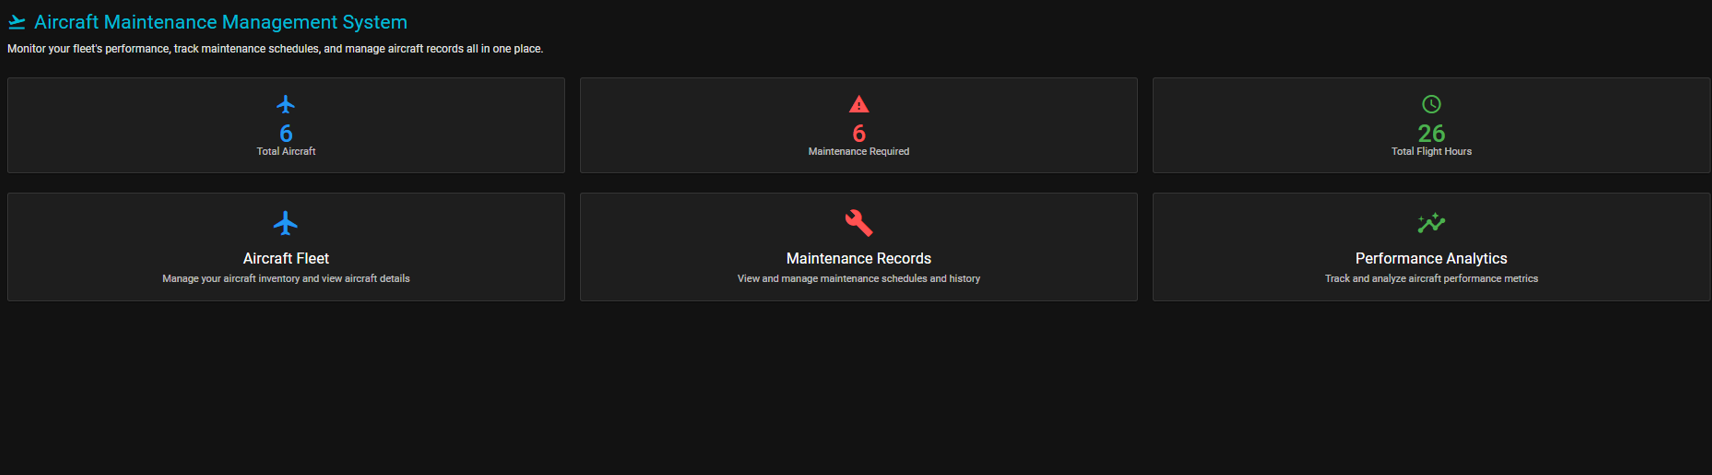 Aircraft Maintenance Management System
Monitor your fleet's performance, track maintenance schedules, and manage aircraft records all in one place.
6
Total Aircraft
6
Maintenance Required
26
Total Flight Hours
Aircraft Fleet
Manage your aircraft inventory and view aircraft details
Maintenance Records
View and manage maintenance schedules and history
Performance Analytics
Track and analyze aircraft performance metrics